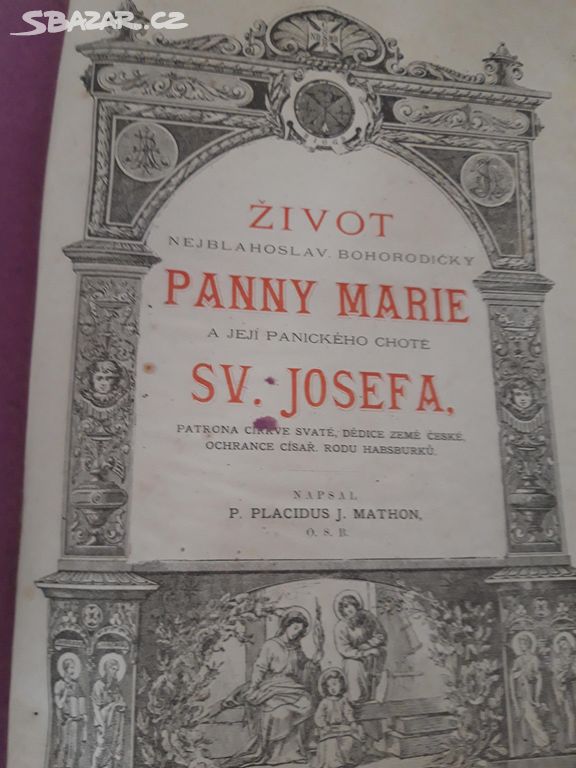 SBAZAR.CZ
ŽIVOT
NEJBLAHOSLAV. BOHORODIČKY
PANNY MARIE
A JEJÍ PANICKÉHO CHOTĚ
SV. JOSEFA,
PATRONA CÍRKVE SVATÉ, DĚDICE ZEMĚ ČESKÉ,
OCHRANCE CÍSAŘ. RODU HABSBURKŮ.
NAPSAL
P. PLACIDUS J. MATHON,
O. S. B.